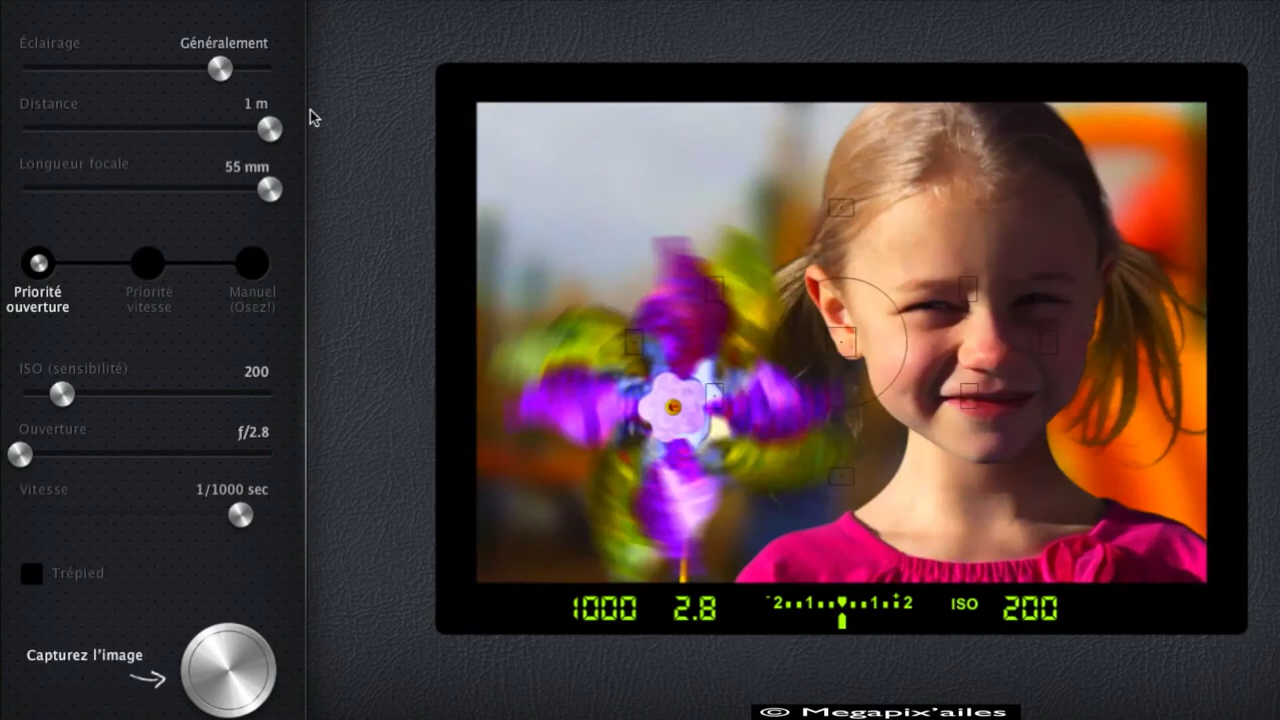 Éclairage Généralement
Distance 1 m
Longueur focale 55 mm
Priorité ouverture
Priorité vitesse
Manuel (Osez!)
ISO (sensibilité) 200
Ouverture ƒ/2.8
Vitesse 1/1000 sec
Trépied
Capturez l'image
1000 2.8 -2..1..▼..1..+2 ISO 200
© Megapix'ailes